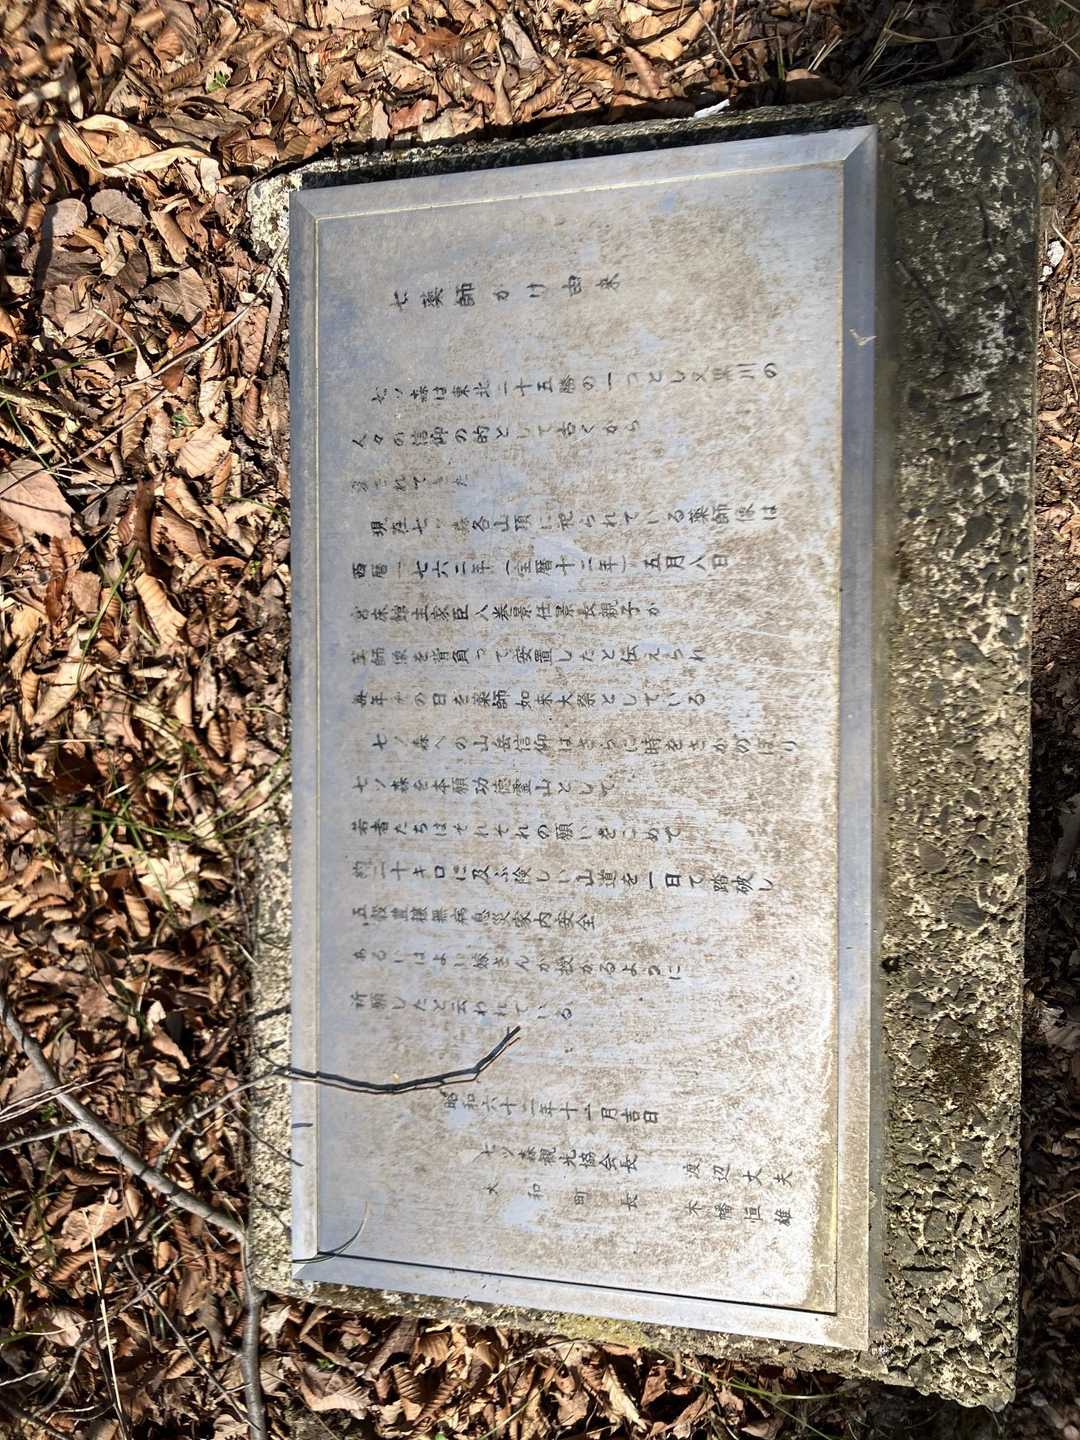 七薬師かけ由来
七ツ森は東北二十五勝の一つとし又黒川の
人々の信仰の的として古くから
されてきた
現在七ツ森各山頂に祀られている薬師像は
西暦一七六二年（宝暦十二年）五月八日
宮床館主家臣八巻景任景長親子が
薬師像を背負って安置したと伝えられ
毎年この日を薬師如来大祭としている
七ツ森への山岳信仰はさらに時をさかのぼり
七ツ森を本願功徳霊山として
若者たちはそれぞれの願いをこめて
約二十キロに及ぶ険しい山道を一日で踏破し
五穀豊穣無病息災家内安全
あるいはよい嫁さんが授かるように
祈願したと云われている
昭和六十二年十一月吉日
七ツ森観光協会長 渡辺丈夫
大和町長 木幡恒雄